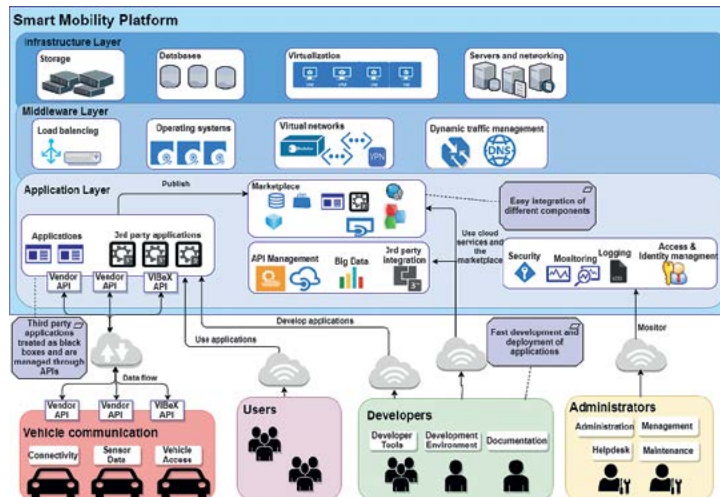 Smart Mobility Platform
Infrastructure Layer
Storage
Databases
Virtualization
Servers and networking
Middleware Layer
Load balancing
Operating systems
Virtual networks
Dynamic traffic management
VPN
DNS
Application Layer
Publish
Marketplace
Easy integration of
different components
Applications
3rd party applications
Use cloud
services and
the
marketplace
API Management
Big Data
3rd party
integration
Security
Monitoring
Logging
Access &
Identity managment
Vendor
API
Vendor
API
VIBeX
API
Third party
applications
treated as black
boxes and are
managed through
APIs
Develop applications
Use applications
Fast development and
deployment of
applications
Monitor
Data flow
Vendor
API
Vendor
API
VIBeX
API
Vehicle communication
Connectivity
Sensor
Data
Vehicle
Access
Users
Developers
Developer
Tools
Development
Environment
Documentation
Administrators
Administration
Management
Helpdesk
Maintenance